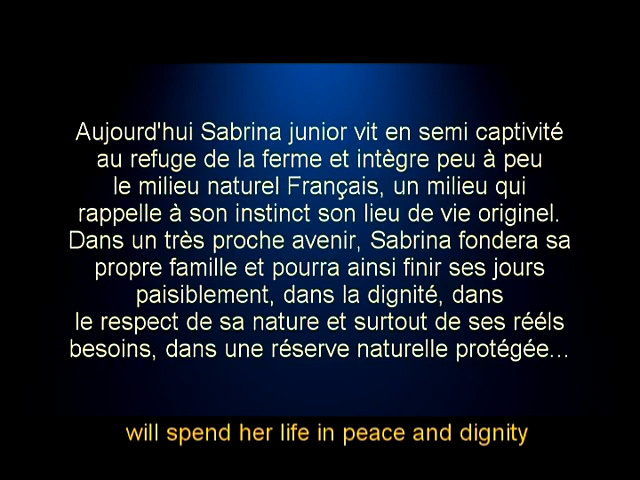 Aujourd'hui Sabrina junior vit en semi captivité
au refuge de la ferme et intègre peu à peu
le milieu naturel Français, un milieu qui
rappelle à son instinct son lieu de vie originel.
Dans un très proche avenir, Sabrina fondera sa
propre famille et pourra ainsi finir ses jours
paisiblement, dans la dignité, dans
le respect de sa nature et surtout de ses rééls
besoins, dans une réserve naturelle protégée...
will spend her life in peace and dignity